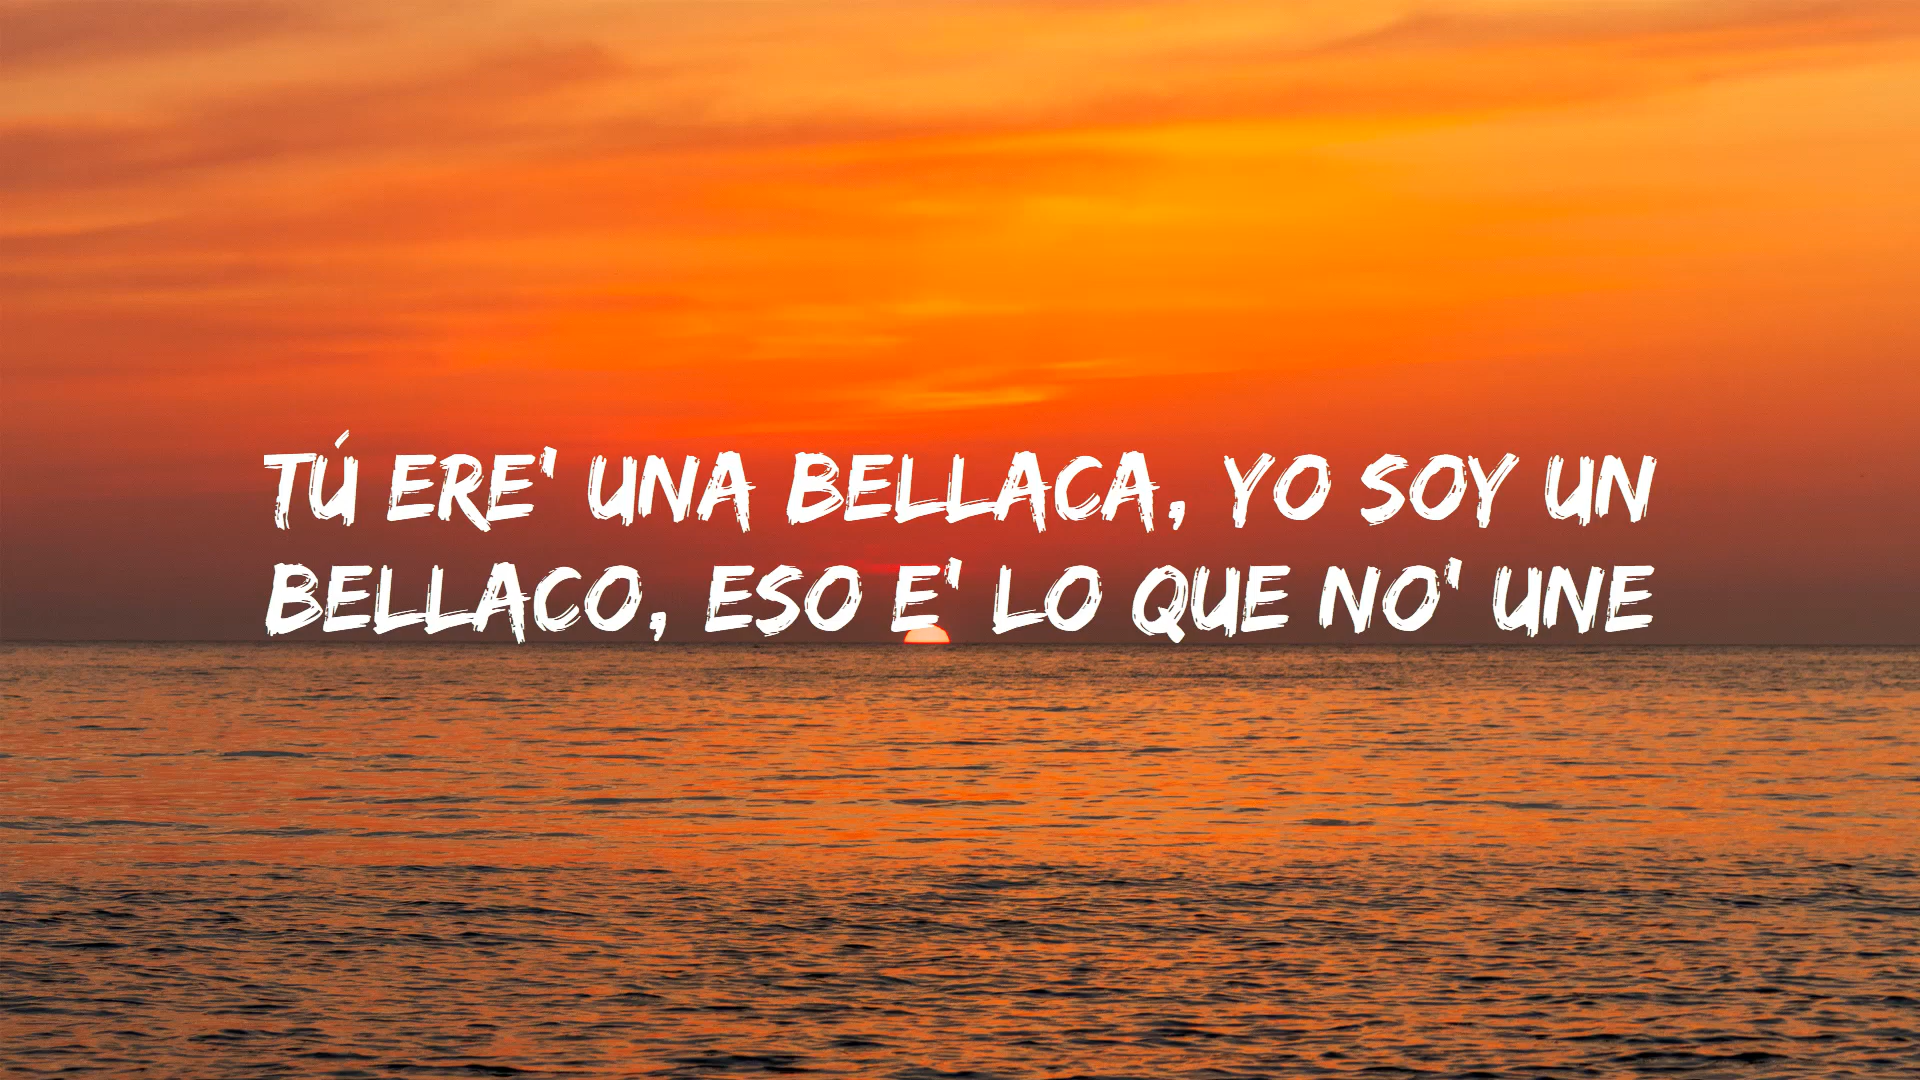 TÚ ERE' UNA BELLACA, YO SOY UN
BELLACO, ESO E' LO QUE NO' UNE